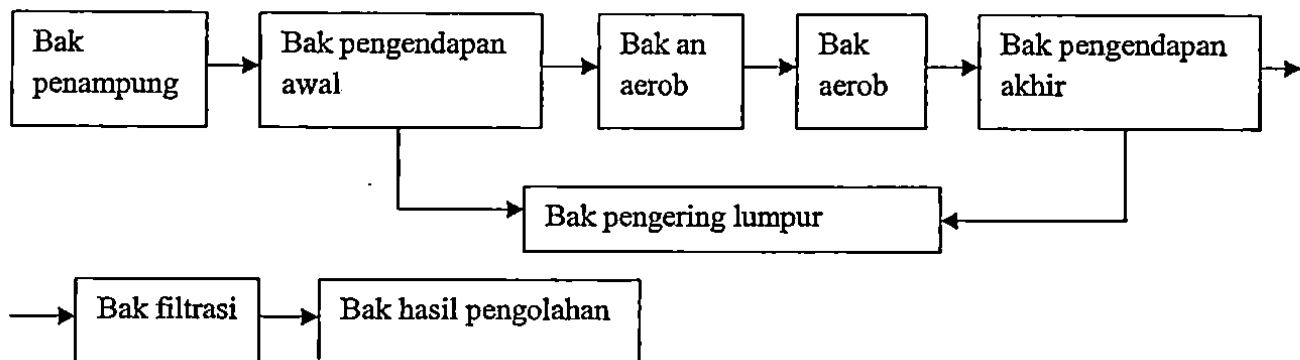 Bak
penampung
Bak pengendapan
awal
Bak an
aerob
Bak
aerob
Bak pengendapan
akhir
Bak pengering lumpur
Bak filtrasi
Bak hasil pengolahan